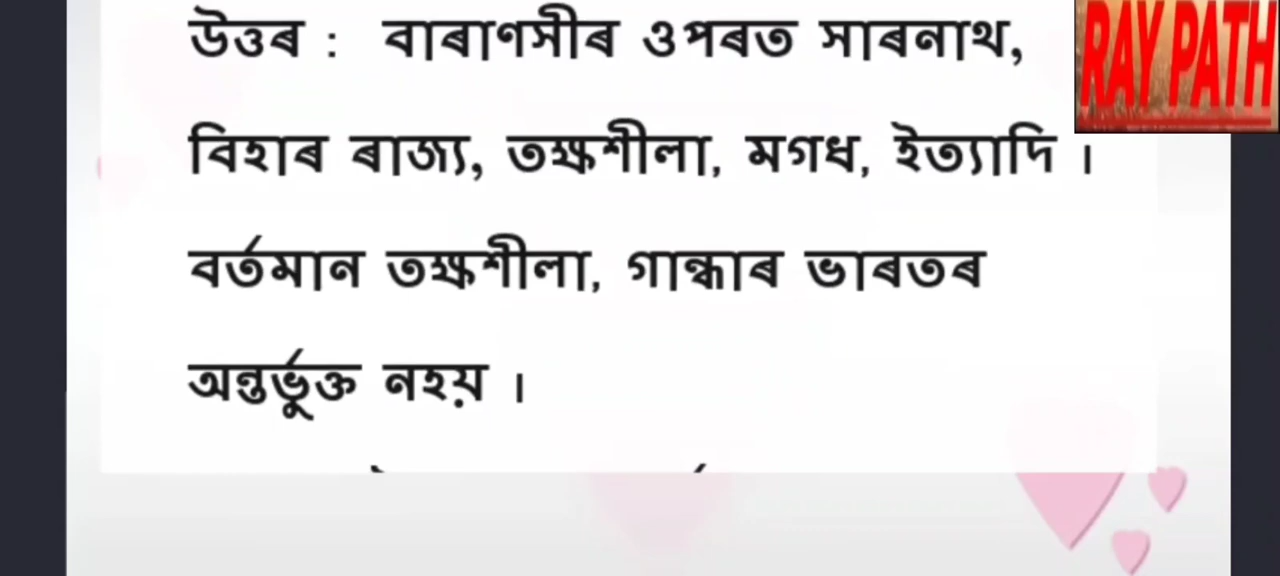 উত্তৰ : বাৰাণসীৰ ওপৰত সাৰনাথ,
RAY PATH
বিহাৰ ৰাজ্য, তক্ষশীলা, মগধ, ইত্যাদি ।
বৰ্তমান তক্ষশীলা, গান্ধাৰ ভাৰতৰ
অন্তৰ্ভুক্ত নহয় ।